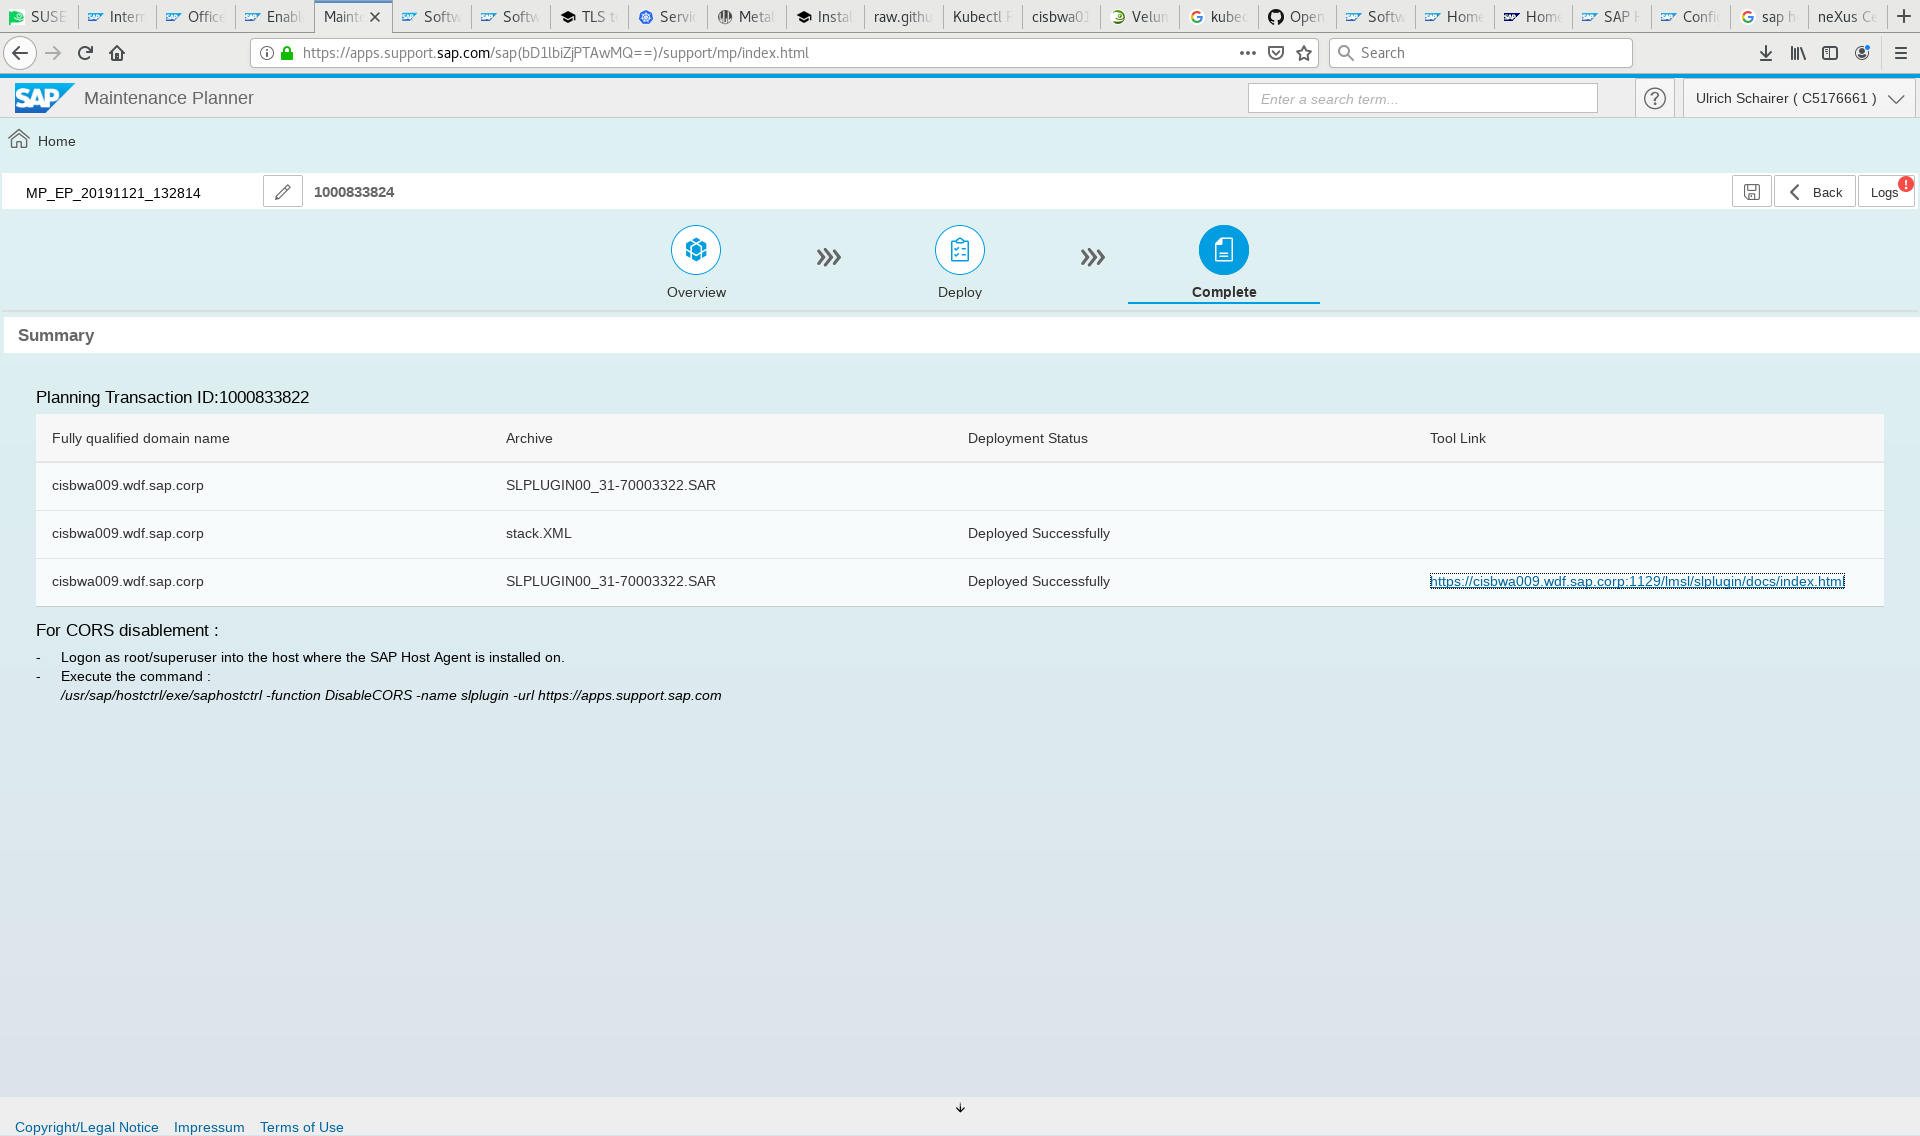 SUSE Intern Office Enabl Mainte Softw Softw TLS t Servic Metal Instal raw.githu Kubectl cisbwa01 Velum kubec Open Softw Home Home SAP Config sap h neXus Ce
https://apps.support.sap.com/sap(bD1lbiZjPTAwMQ==)/support/mp/index.html Search
SAP Maintenance Planner Enter a search term... Ulrich Schairer ( C5176661 )
Home
MP_EP_20191121_132814 1000833824 Back Logs
Overview Deploy Complete
Summary
Planning Transaction ID:1000833822
Fully qualified domain name Archive Deployment Status Tool Link
cisbwa009.wdf.sap.corp SLPLUGIN00_31-70003322.SAR
cisbwa009.wdf.sap.corp stack.XML Deployed Successfully
cisbwa009.wdf.sap.corp SLPLUGIN00_31-70003322.SAR Deployed Successfully https://cisbwa009.wdf.sap.corp:1129/lmsl/slplugin/docs/index.html
For CORS disablement :
- Logon as root/superuser into the host where the SAP Host Agent is installed on.
- Execute the command :
/usr/sap/hostctrl/exe/saphostctrl -function DisableCORS -name slplugin -url https://apps.support.sap.com
Copyright/Legal Notice Impressum Terms of Use